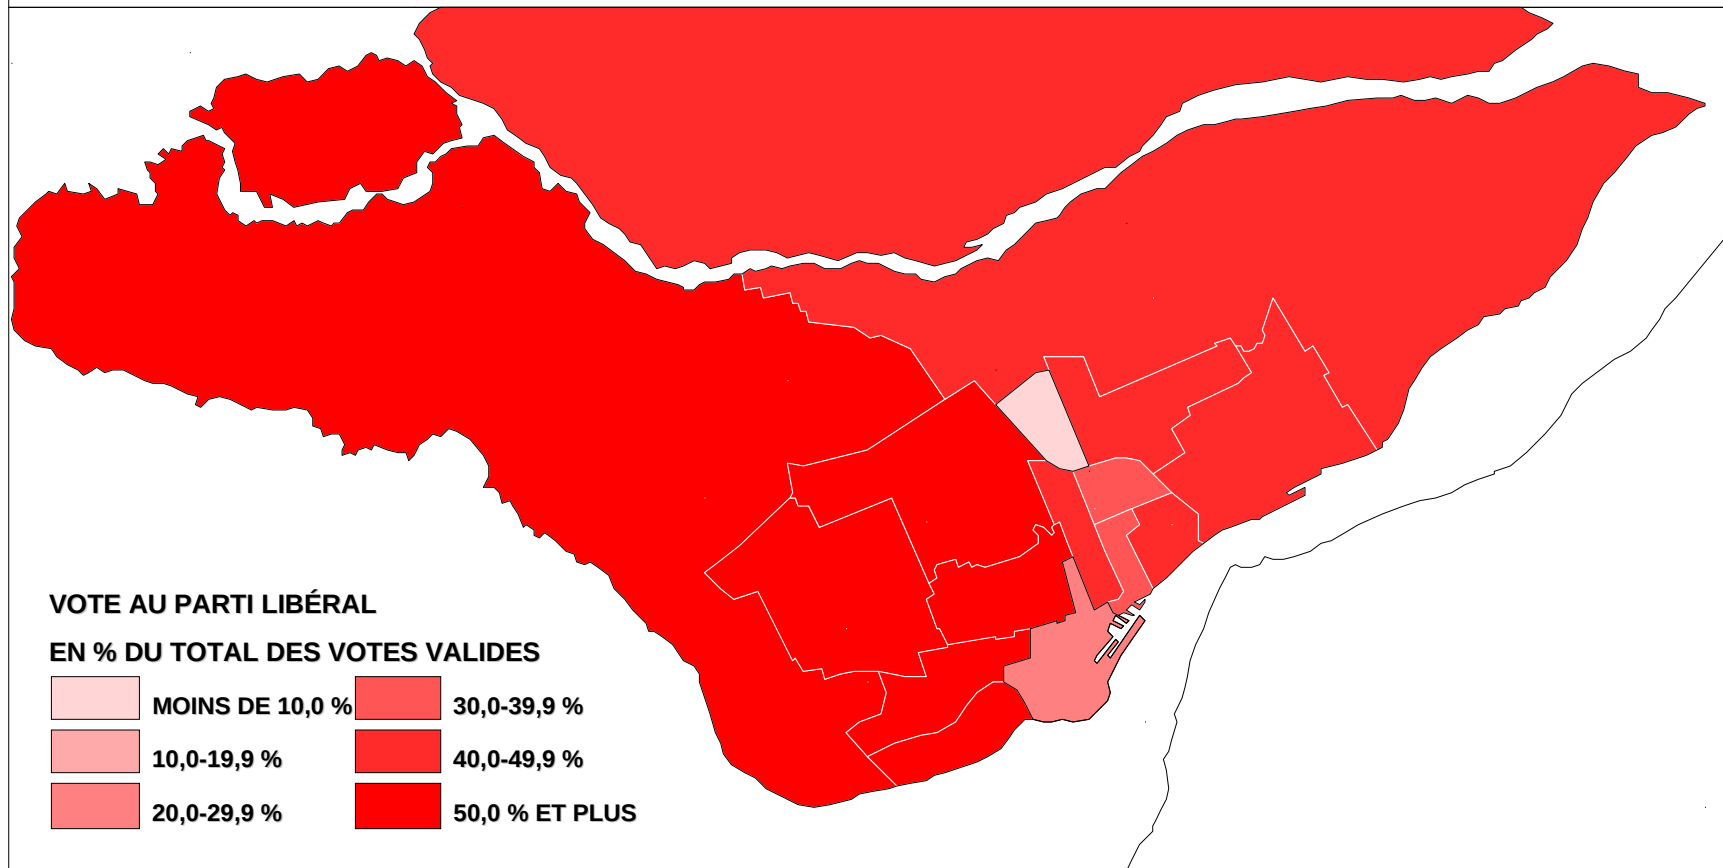 VOTE AU PARTI LIBÉRAL
EN % DU TOTAL DES VOTES VALIDES
MOINS DE 10,0 %
10,0-19,9 %
20,0-29,9 %
30,0-39,9 %
40,0-49,9 %
50,0 % ET PLUS